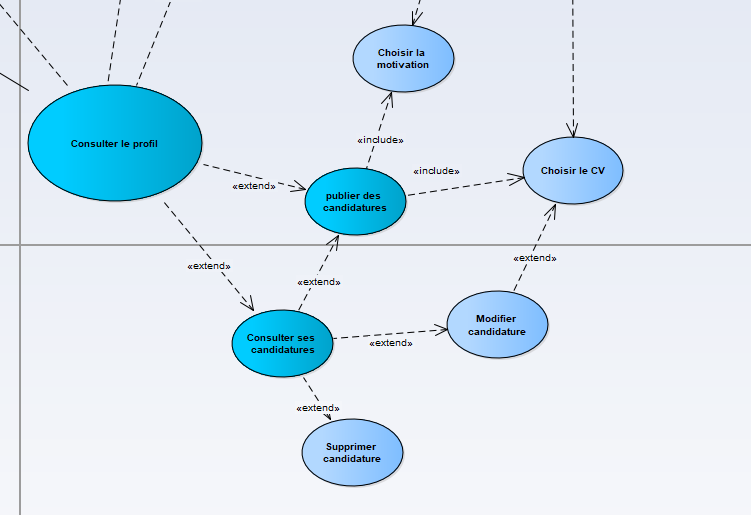 Choisir la
motivation
Consulter le profil
«include»
«include»
Choisir le CV
«extend»
publier des
candidatures
«extend»
«extend»
«extend»
Consulter ses
candidatures
«extend»
Modifier
candidature
«extend»
Supprimer
candidature